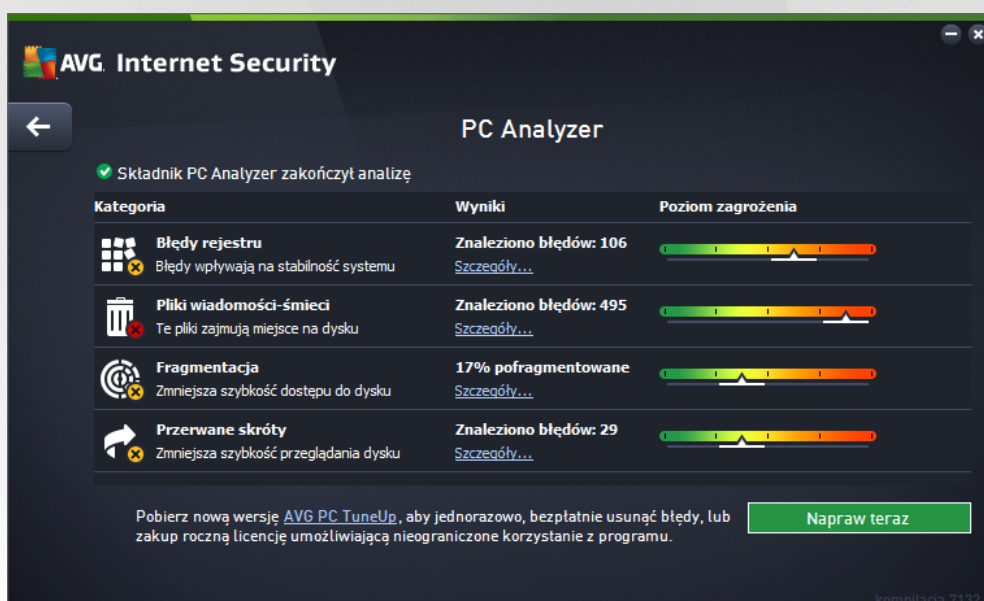 AVG. Internet Security
PC Analyzer
Składnik PC Analyzer zakończył analizę
Kategoria Wyniki Poziom zagrożenia
Błędy rejestru Znaleziono błędów: 106
Błędy wpływają na stabilność systemu Szczegóły...
Pliki wiadomości-śmieci Znaleziono błędów: 495
Te pliki zajmują miejsce na dysku Szczegóły...
Fragmentacja 17% pofragmentowane
Zmniejsza szybkość dostępu do dysku Szczegóły...
Przerwane skróty Znaleziono błędów: 29
Zmniejsza szybkość przeglądania dysku Szczegóły...
Pobierz nową wersję AVG PC TuneUp, aby jednorazowo, bezpłatnie usunąć błędy, lub
zakup roczną licencję umożliwiającą nieograniczone korzystanie z programu.
Napraw teraz
kompilacja 7132